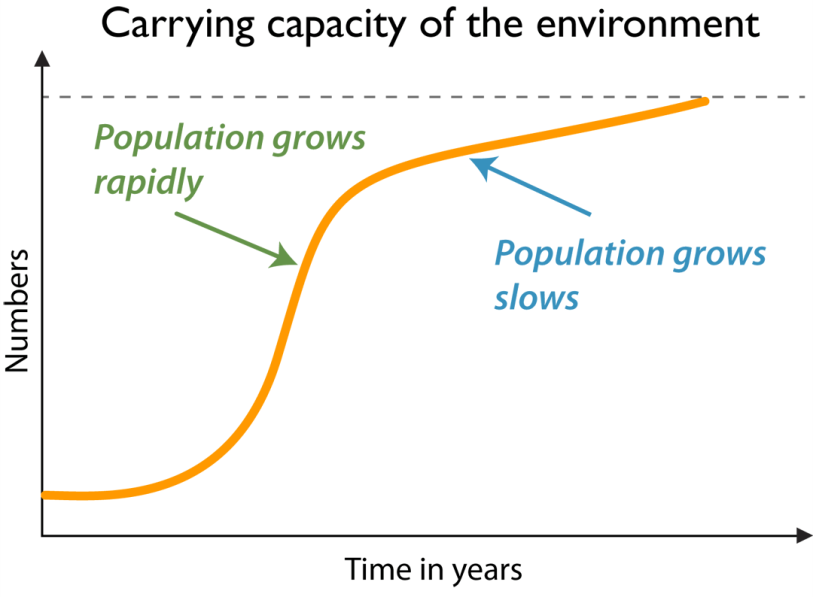 Carrying capacity of the environment
Population grows
rapidly
Population grows
slows
Numbers
Time in years